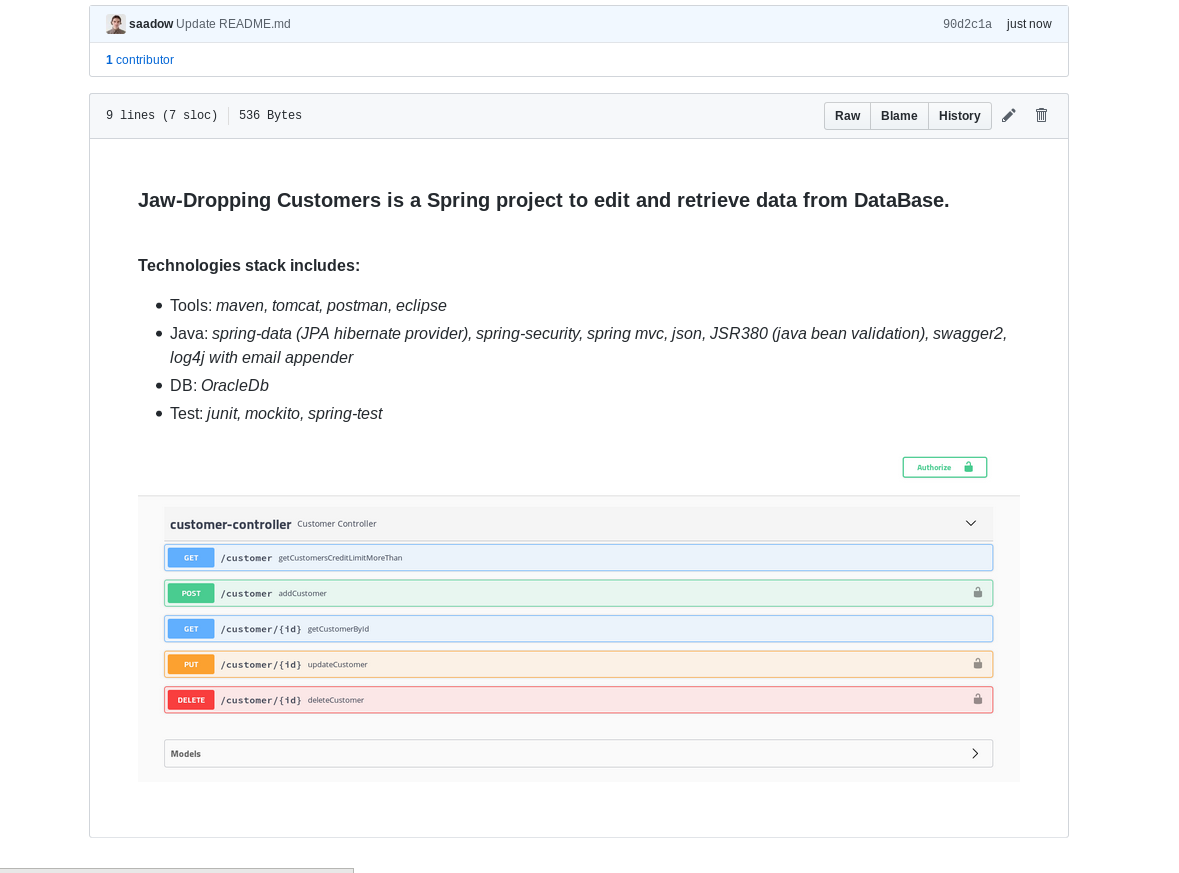 saadow Update README.md 90d2c1a just now
1 contributor
9 lines (7 sloc) 536 Bytes Raw Blame History
Jaw-Dropping Customers is a Spring project to edit and retrieve data from DataBase.
Technologies stack includes:
Tools: maven, tomcat, postman, eclipse
Java: spring-data (JPA hibernate provider), spring-security, spring mvc, json, JSR380 (java bean validation), swagger2,
log4j with email appender
DB: OracleDb
Test: junit, mockito, spring-test
Authorize
customer-controller Customer Controller
GET /customer getCustomersCreditLimitMoreThan
POST /customer addCustomer
GET /customer/{id} getCustomerById
PUT /customer/{id} updateCustomer
DELETE /customer/{id} deleteCustomer
Models